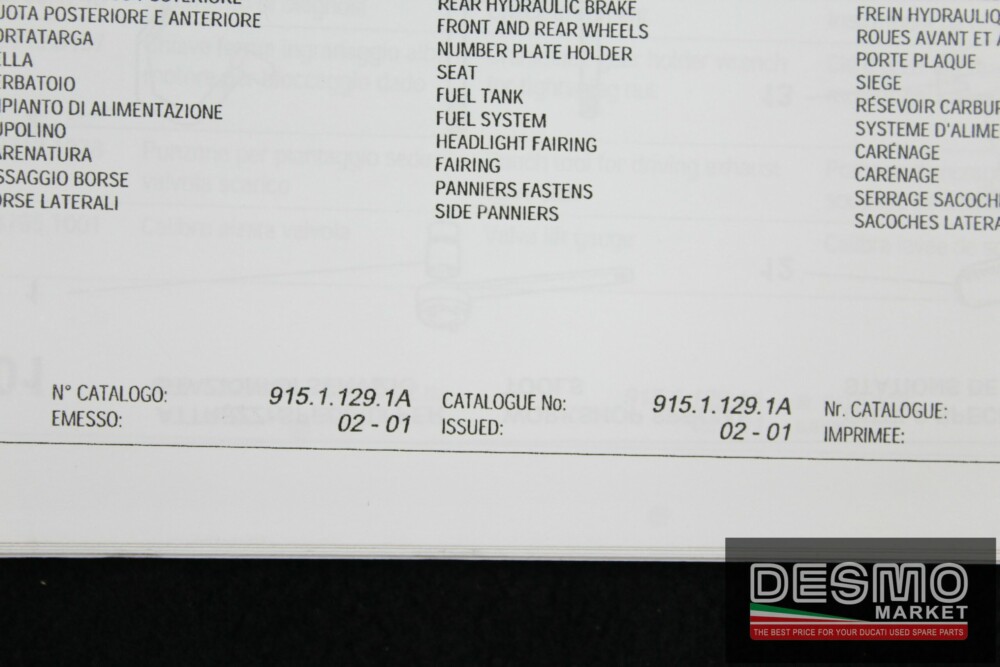 UOTA POSTERIORE E ANTERIORE
ORTATARGA
ELLA
ERBATOIO
MPIANTO DI ALIMENTAZIONE
UPOLINO
ARENATURA
SSAGGIO BORSE
ORSE LATERALI
REAR HYDRAULIC BRAKE
FRONT AND REAR WHEELS
NUMBER PLATE HOLDER
SEAT
FUEL TANK
FUEL SYSTEM
HEADLIGHT FAIRING
FAIRING
PANNIERS FASTENS
SIDE PANNIERS
FREIN HYDRAULIQ
ROUES AVANT ET A
PORTE PLAQUE
SIEGE
RÉSEVOIR CARBUR
SYSTEME D'ALIME
CARÉNAGE
CARÉNAGE
SERRAGE SACOCH
SACOCHES LATERA
N° CATALOGO: 915.1.129.1A
EMESSO: 02 - 01
CATALOGUE No: 915.1.129.1A
ISSUED: 02 - 01
Nr. CATALOGUE:
IMPRIMEE:
DESMO
MARKET
THE BEST PRICE FOR YOUR DUCATI USED SPARE PARTS